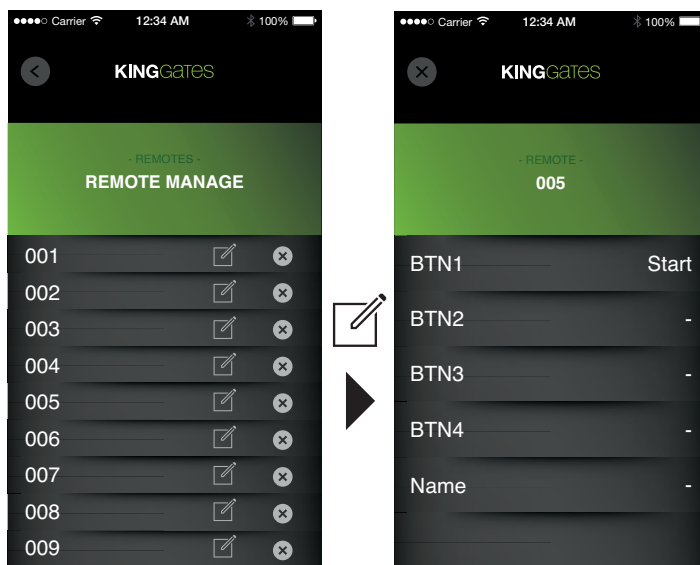 Carrier 12:34 AM 100%
KINGGATES
- REMOTES -
REMOTE MANAGE
001
002
003
004
005
006
007
008
009
Carrier 12:34 AM 100%
KINGGATES
- REMOTE -
005
BTN1 Start
BTN2 -
BTN3 -
BTN4 -
Name -